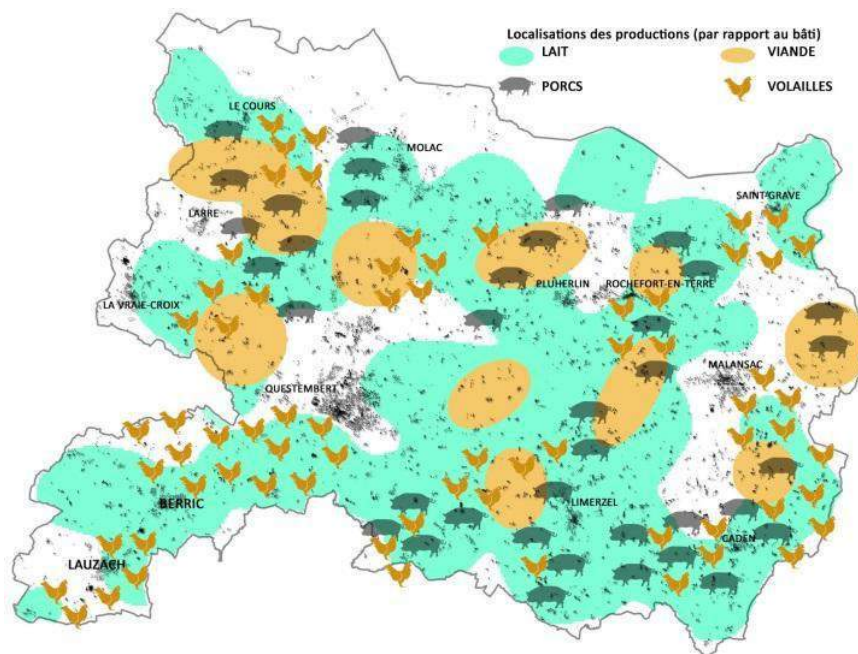 Localisations des productions (par rapport au bâti)
LAIT
VIANDE
PORCS
VOLAILLES
LE COURS
MOLAC
SAINT-GRAVE
LARRE
LA VRAIE-CROIX
PLUHERLIN
ROCHEFORT-EN-TERRE
MALANSAC
QUESTEMBERT
BERRIC
LIMERZEL
CADEN
LAUZACH